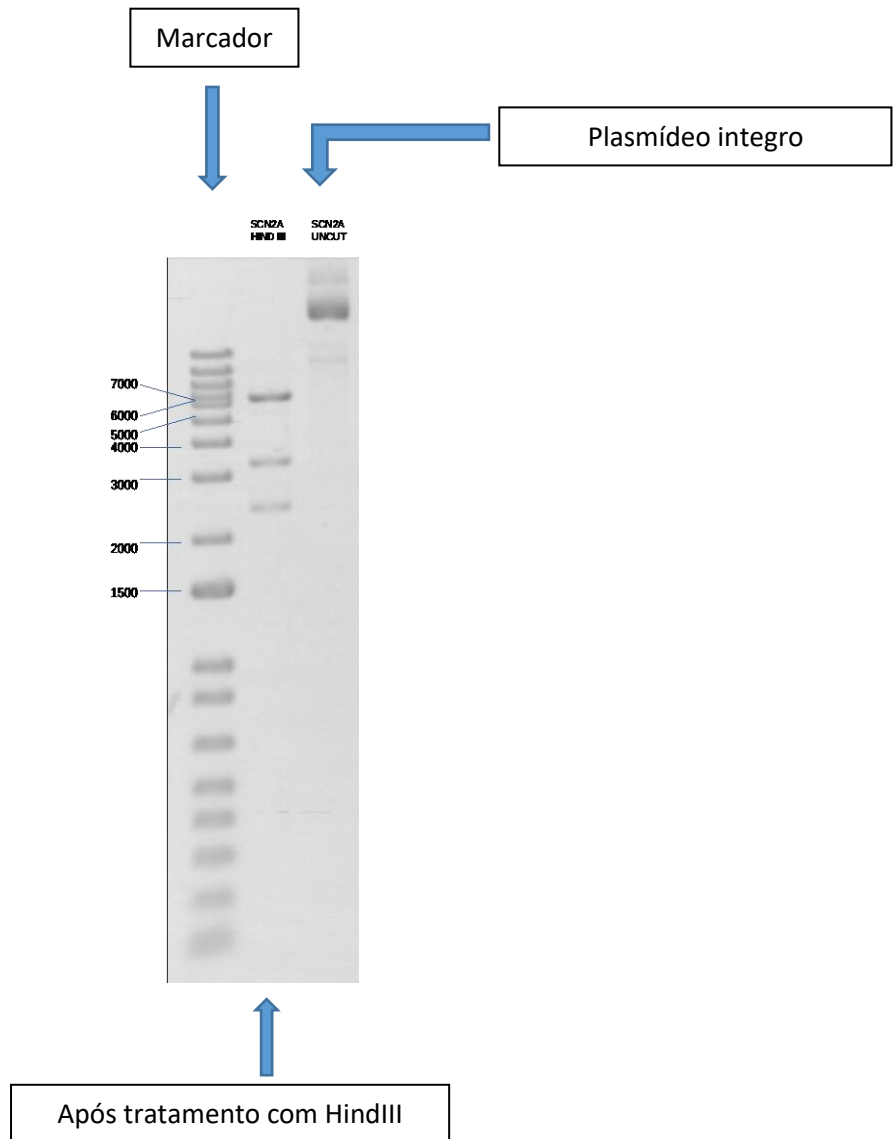 Marcador
Plasmídeo integro
SCN2A
HIND III
SCN2A
UNCUT
7000
6000
5000
4000
3000
2000
1500
Após tratamento com HindIII